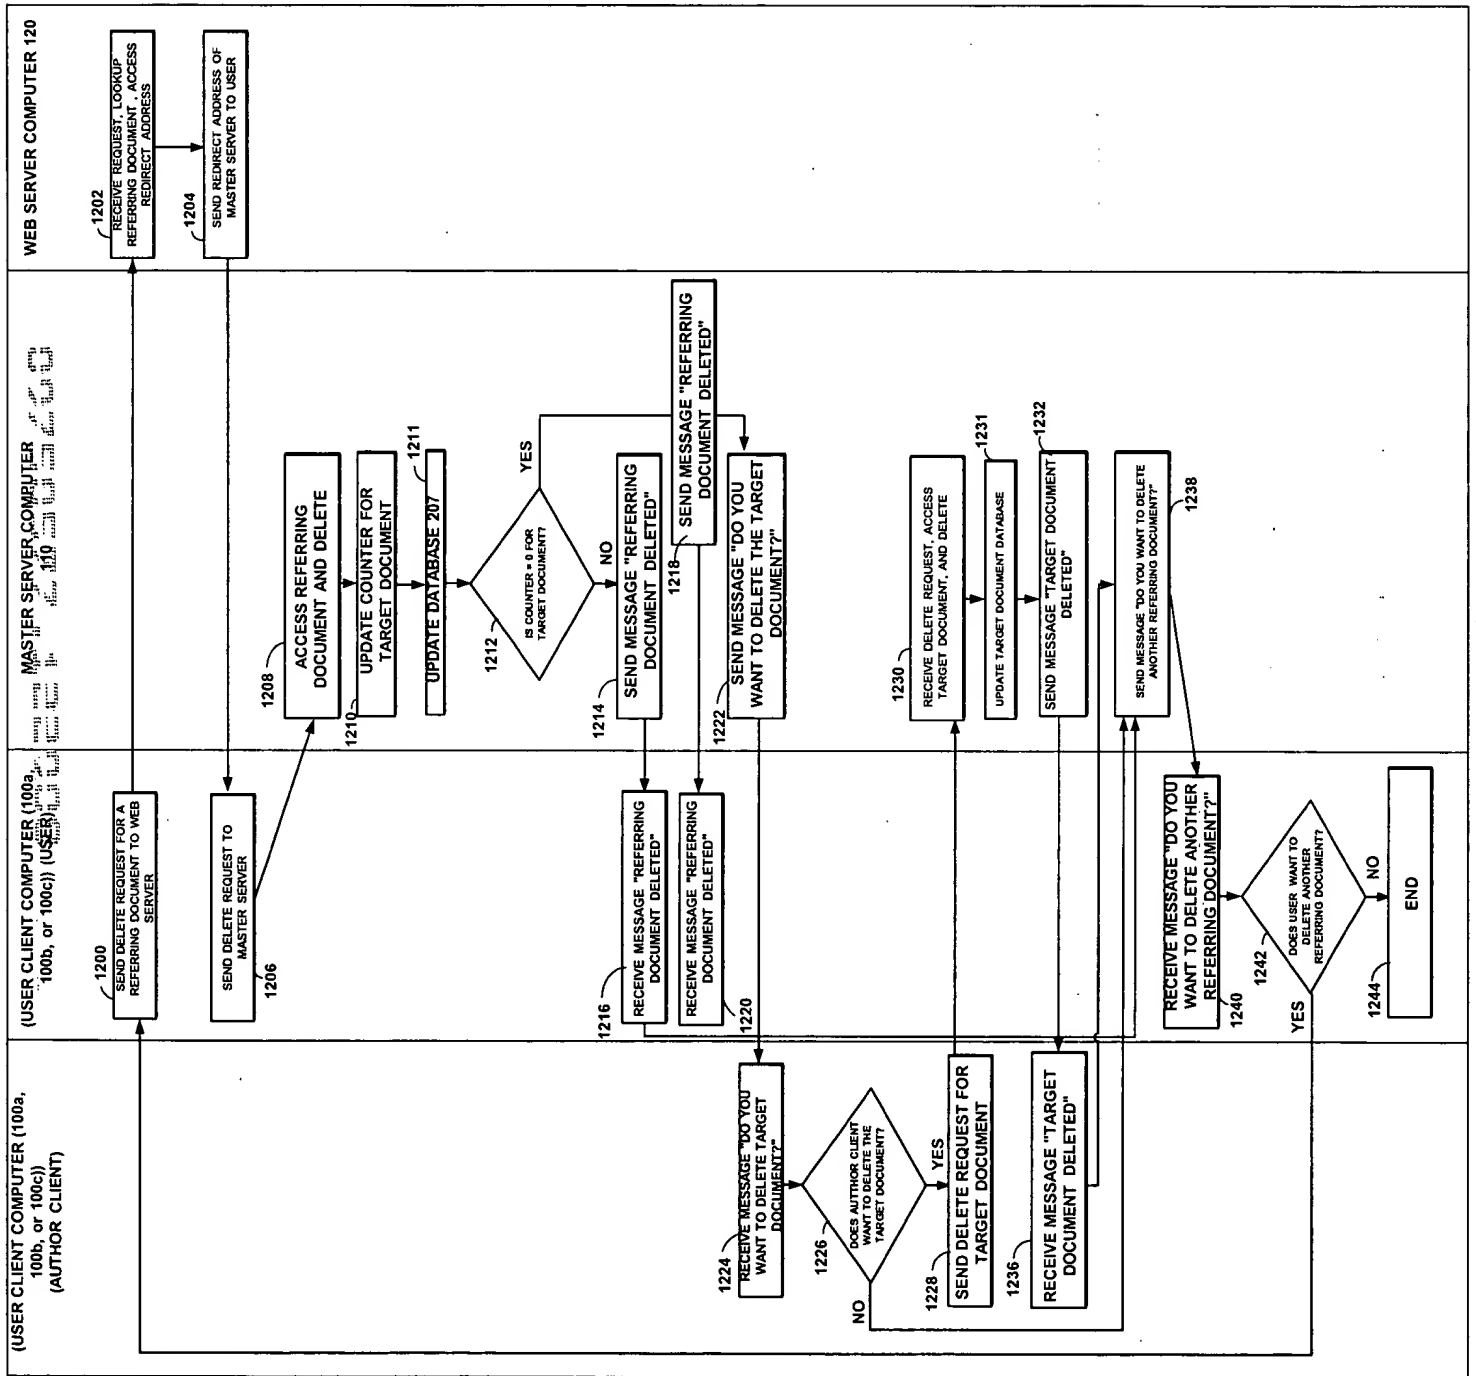 (USER CLIENT COMPUTER (100a,
100b, or 100c))
(AUTHOR CLIENT)
(USER CLIENT COMPUTER (100a,
100b, or 100c)) (USER)
MASTER SERVER COMPUTER
110
WEB SERVER COMPUTER 120
1200
SEND DELETE REQUEST FOR A
REFERRING DOCUMENT TO WEB
SERVER
1202
RECEIVE REQUEST, LOOKUP
REFERRING DOCUMENT , ACCESS
REDIRECT ADDRESS
1204
SEND REDIRECT ADDRESS OF
MASTER SERVER TO USER
SEND DELETE REQUEST TO
MASTER SERVER
1206
1208
ACCESS REFERRING
DOCUMENT AND DELETE
1210
UPDATE COUNTER FOR
TARGET DOCUMENT
1211
UPDATE DATABASE 207
1212
IS COUNTER = 0 FOR
TARGET DOCUMENT?
YES
NO
1214
SEND MESSAGE "REFERRING
DOCUMENT DELETED"
1216
RECEIVE MESSAGE "REFERRING
DOCUMENT DELETED"
1218
SEND MESSAGE "REFERRING
DOCUMENT DELETED"
RECEIVE MESSAGE "REFERRING
DOCUMENT DELETED"
1220
1222
SEND MESSAGE "DO YOU
WANT TO DELETE THE TARGET
DOCUMENT?"
1224
RECEIVE MESSAGE "DO YOU
WANT TO DELETE TARGET
DOCUMENT?"
1226
DOES AUTTHOR CLIENT
WANT TO DELETE THE
TARGET DOCUMENT?
NO
YES
1228
SEND DELETE REQUEST FOR
TARGET DOCUMENT
1230
RECEIVE DELETE REQUEST, ACCESS
TARGET DOCUMENT, AND DELETE
1231
UPDATE TARGET DOCUMENT DATABASE
1232
SEND MESSAGE "TARGET DOCUMENT
DELETED"
1236
RECEIVE MESSAGE "TARGET
DOCUMENT DELETED"
SEND MESSAGE "DO YOU WANT TO DELETE
ANOTHER REFERRING DOCUMENT?"
1238
RECEIVE MESSAGE "DO YOU
WANT TO DELETE ANOTHER
REFERRING DOCUMENT?"
1240
1242
DOES USER WANT TO
DELETE ANOTHER
REFERRING DOCUMENT?
YES
NO
1244
END